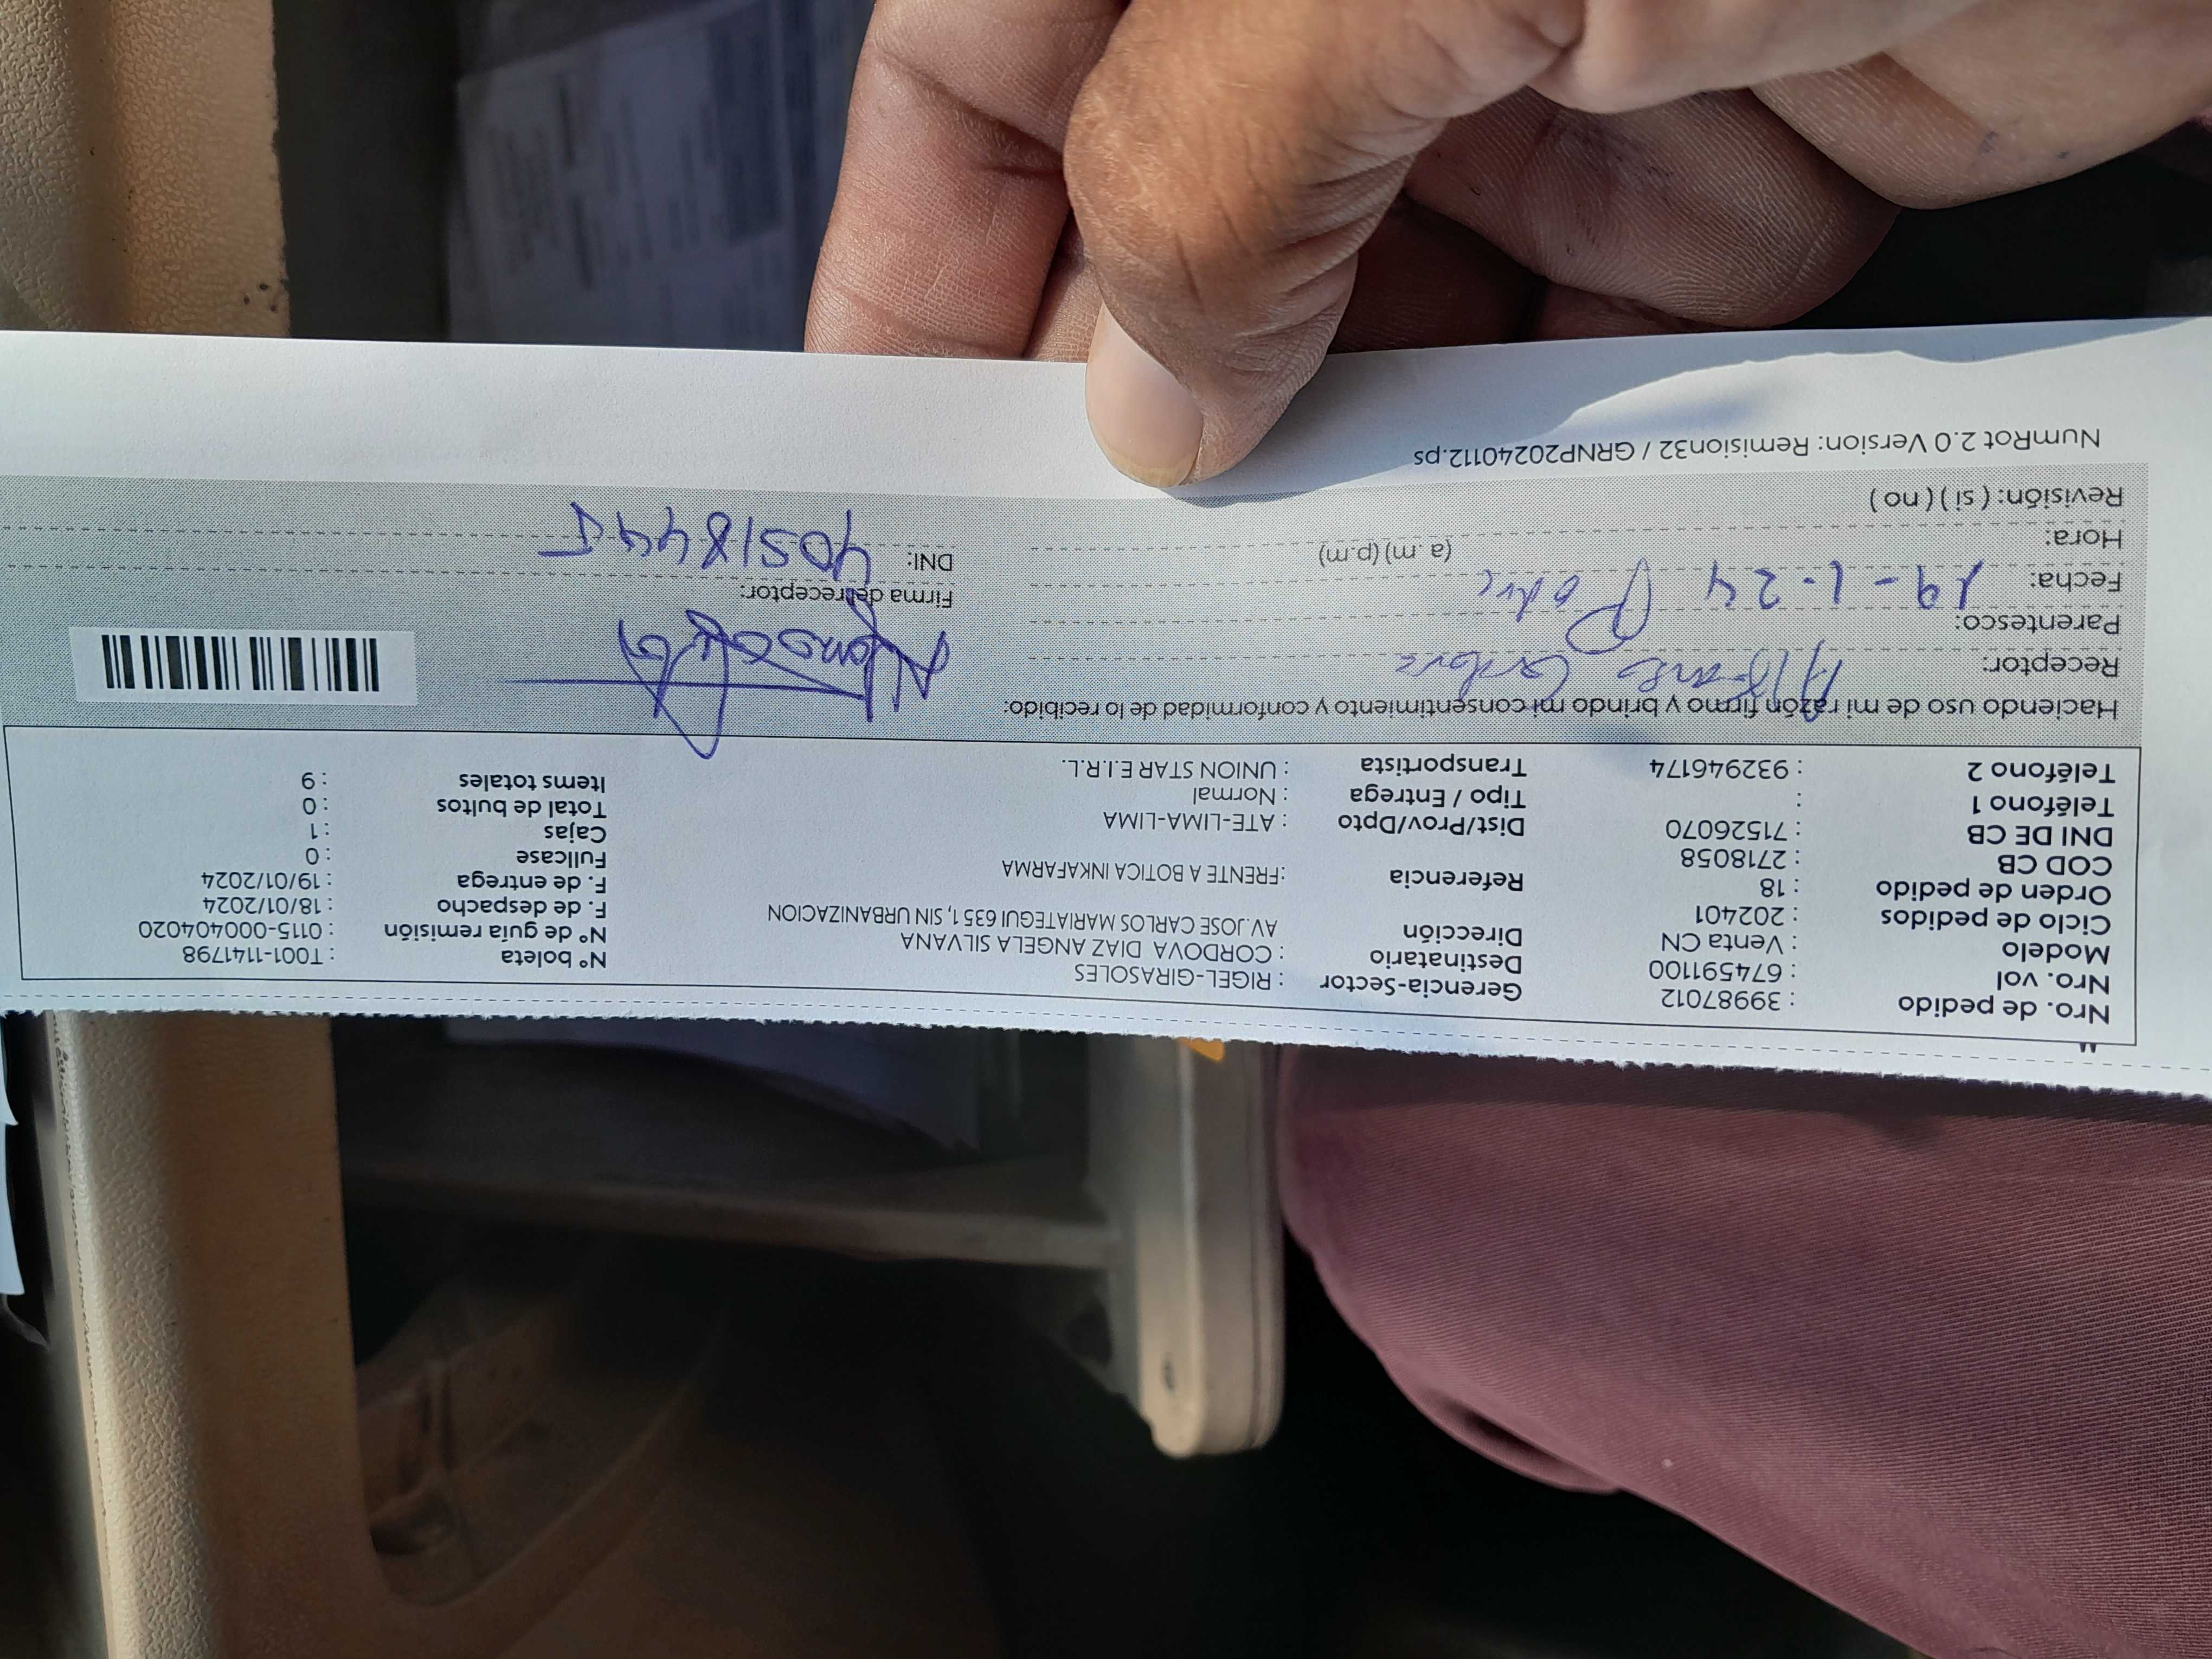 Nro. de pedido : 39987012 Gerencia-Sector : RIGEL-GIRASOLES Nº boleta : T001-1141798
Nro. vol : 674591100 Destinatario : CORDOVA DIAZ ANGELA SILVANA Nº de guía remisión : 0115-000404020
Modelo : Venta CN Dirección AV.JOSE CARLOS MARIATEGUI 635 1, SIN URBANIZACION F. de despacho : 18/01/2024
Ciclo de pedidos : 202401 F. de entrega : 19/01/2024
Orden de pedido : 18 Referencia :FRENTE A BOTICA INKAFARMA Fullcase : 0
COD CB : 2718058 Cajas : 1
DNI DE CB : 71526070 Dist/Prov/Dpto : ATE-LIMA-LIMA Total de bultos : 0
Teléfono 1 : Tipo / Entrega : Normal Items totales : 9
Teléfono 2 : 932946174 Transportista : UNION STAR E.I.R.L.
Haciendo uso de mi razón firmo y brindo mi consentimiento y conformidad de lo recibido:
Receptor: Alfonso Cordova
Parentesco: Padre
Firma del receptor:
Fecha: 19-1-24
DNI: 40518445
Hora: (a .m) (p.m)
Revisión: ( si ) ( no )
NumRot 2.0 Version: Remision32 / GRNP20240112.ps